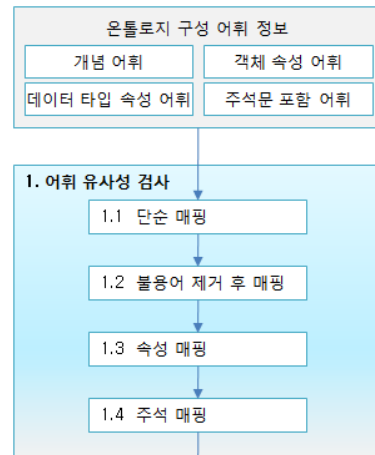 온톨로지 구성 어휘 정보
개념 어휘
객체 속성 어휘
데이터 타입 속성 어휘
주석문 포함 어휘
1. 어휘 유사성 검사
1.1 단순 매핑
1.2 불용어 제거 후 매핑
1.3 속성 매핑
1.4 주석 매핑